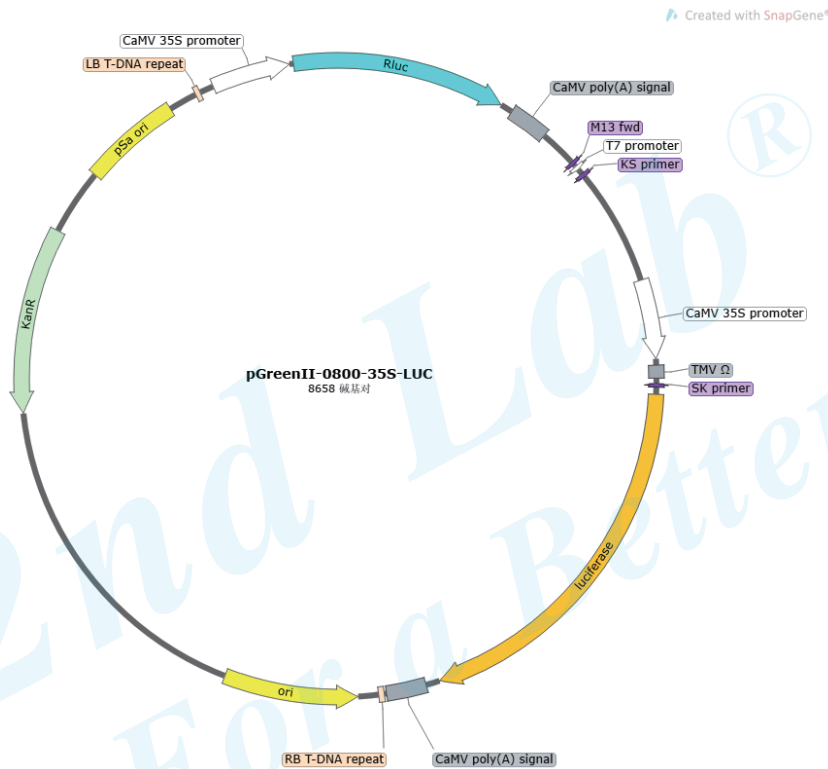 Created with SnapGene®
CaMV 35S promoter
LB T-DNA repeat
Rluc
CaMV poly(A) signal
M13 fwd
T7 promoter
KS primer
pSa ori
KanR
CaMV 35S promoter
pGreenII-0800-35S-LUC
8658 碱基对
TMV Ω
SK primer
luciferase
ori
RB T-DNA repeat
CaMV poly(A) signal
2nd Lab®
For a Better